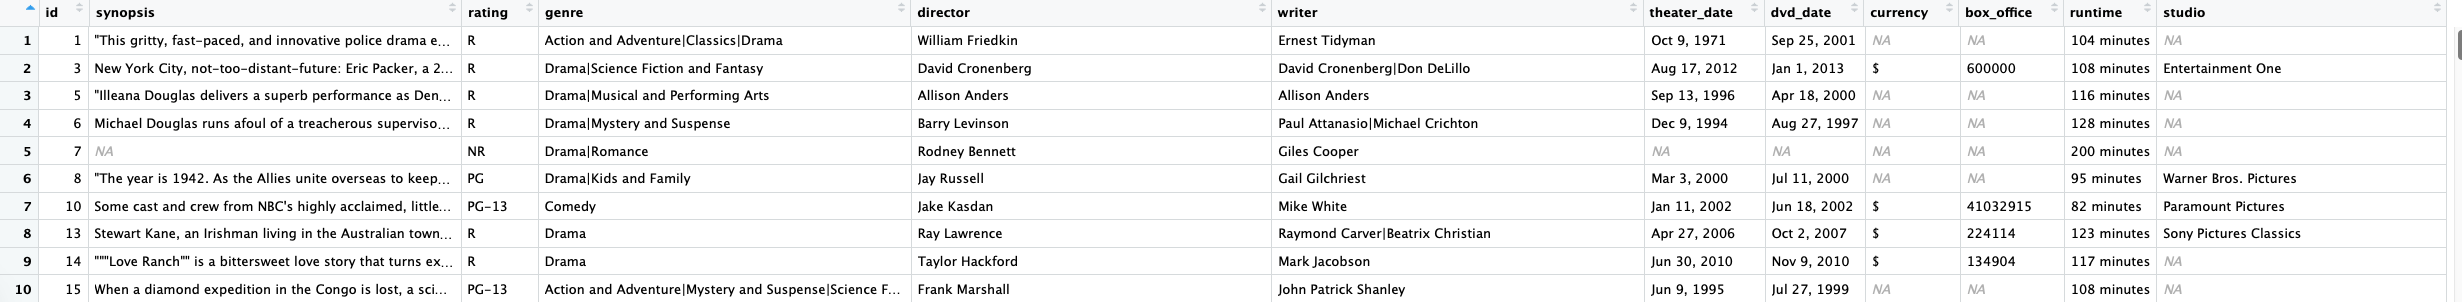 id synopsis rating genre director writer theater_date dvd_date currency box_office runtime studio
1 1 "This gritty, fast-paced, and innovative police drama e... R Action and Adventure|Classics|Drama William Friedkin Ernest Tidyman Oct 9, 1971 Sep 25, 2001 NA NA 104 minutes NA
2 3 New York City, not-too-distant-future: Eric Packer, a 2... R Drama|Science Fiction and Fantasy David Cronenberg David Cronenberg|Don DeLillo Aug 17, 2012 Jan 1, 2013 $ 600000 108 minutes Entertainment One
3 5 "Illeana Douglas delivers a superb performance as Den... R Drama|Musical and Performing Arts Allison Anders Allison Anders Sep 13, 1996 Apr 18, 2000 NA NA 116 minutes NA
4 6 Michael Douglas runs afoul of a treacherous superviso... R Drama|Mystery and Suspense Barry Levinson Paul Attanasio|Michael Crichton Dec 9, 1994 Aug 27, 1997 NA NA 128 minutes NA
5 7 NA NR Drama|Romance Rodney Bennett Giles Cooper NA NA NA NA 200 minutes NA
6 8 "The year is 1942. As the Allies unite overseas to keep... PG Drama|Kids and Family Jay Russell Gail Gilchriest Mar 3, 2000 Jul 11, 2000 NA NA 95 minutes Warner Bros. Pictures
7 10 Some cast and crew from NBC's highly acclaimed, little... PG-13 Comedy Jake Kasdan Mike White Jan 11, 2002 Jun 18, 2002 $ 41032915 82 minutes Paramount Pictures
8 13 Stewart Kane, an Irishman living in the Australian town... R Drama Ray Lawrence Raymond Carver|Beatrix Christian Apr 27, 2006 Oct 2, 2007 $ 224114 123 minutes Sony Pictures Classics
9 14 """Love Ranch"" is a bittersweet love story that turns ex... R Drama Taylor Hackford Mark Jacobson Jun 30, 2010 Nov 9, 2010 $ 134904 117 minutes NA
10 15 When a diamond expedition in the Congo is lost, a sci... PG-13 Action and Adventure|Mystery and Suspense|Science F... Frank Marshall John Patrick Shanley Jun 9, 1995 Jul 27, 1999 NA NA 108 minutes NA